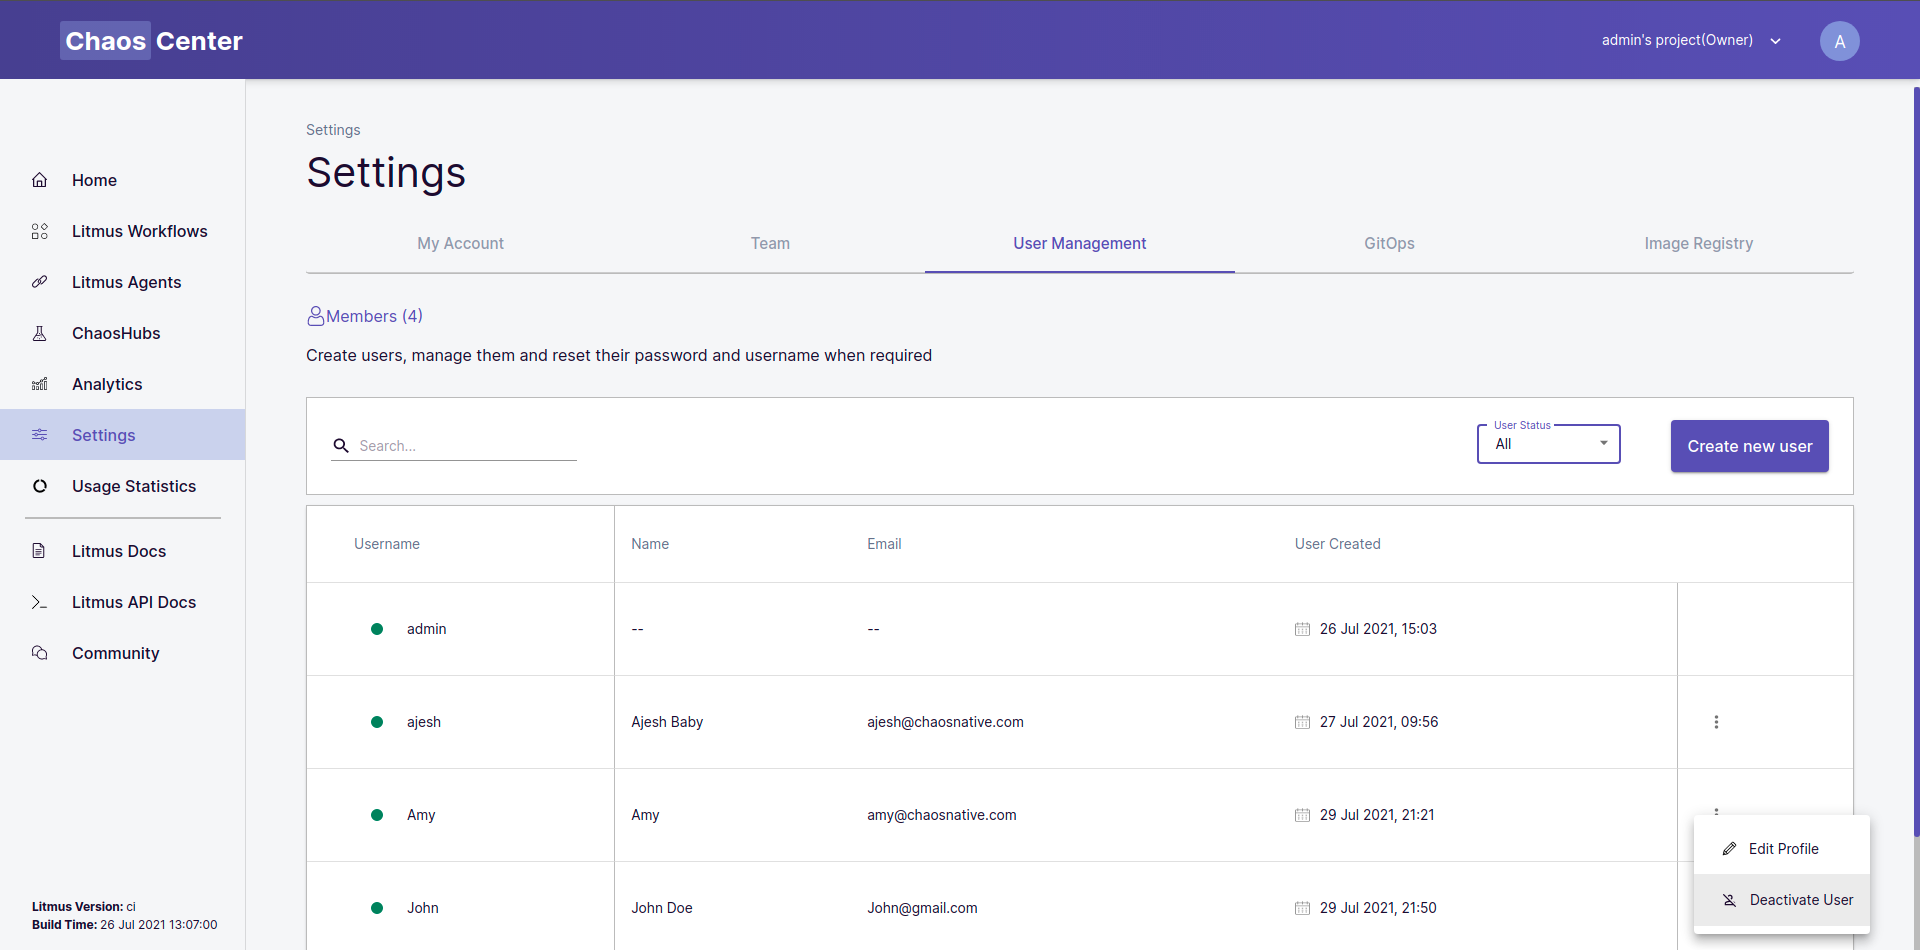 Chaos Center
admin's project(Owner)
A
Home
Litmus Workflows
Litmus Agents
ChaosHubs
Analytics
Settings
Usage Statistics
Litmus Docs
Litmus API Docs
Community
Litmus Version: ci
Build Time: 26 Jul 2021 13:07:00
Settings
Settings
My Account Team User Management GitOps Image Registry
Members (4)
Create users, manage them and reset their password and username when required
Search...
User Status
All
Create new user
Username Name Email User Created
admin -- -- 26 Jul 2021, 15:03
ajesh Ajesh Baby ajesh@chaosnative.com 27 Jul 2021, 09:56
Amy Amy amy@chaosnative.com 29 Jul 2021, 21:21
John John Doe John@gmail.com 29 Jul 2021, 21:50
Edit Profile
Deactivate User